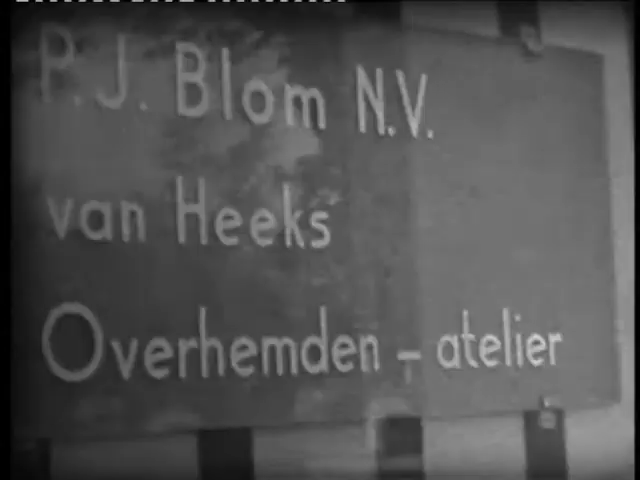 P.J. Blom N.V.
van Heeks
Overhemden - atelier